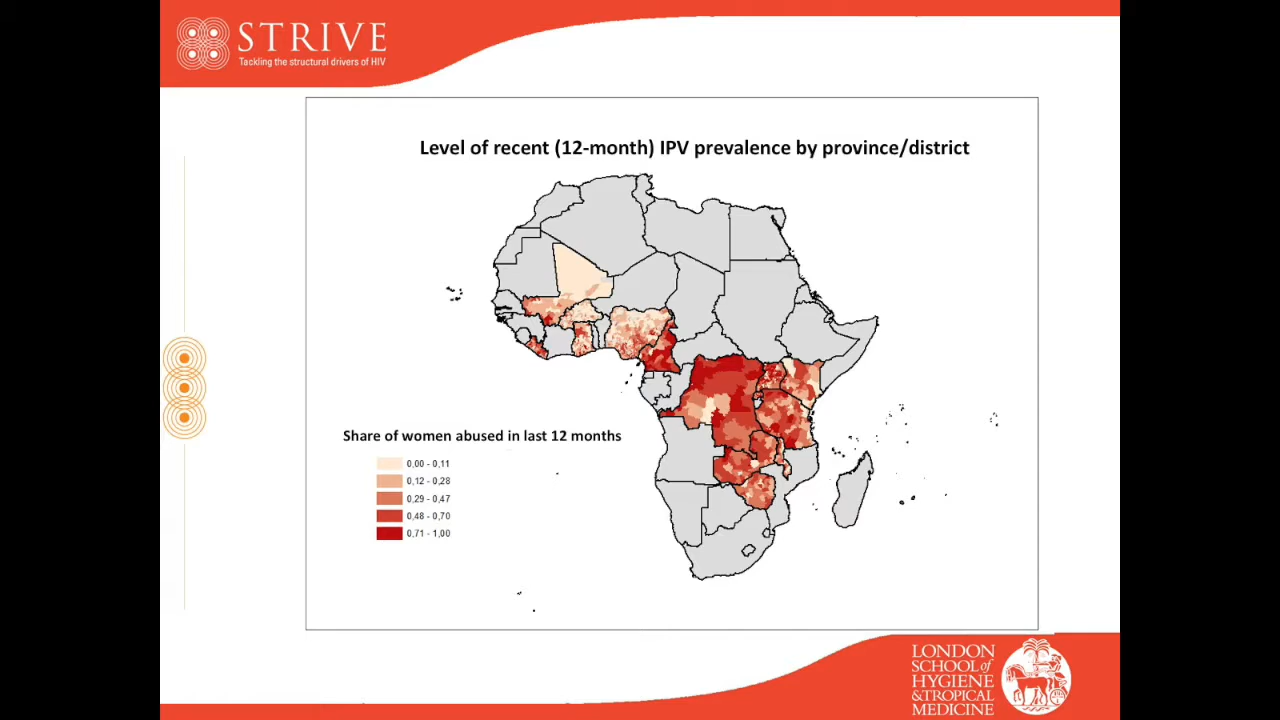 STRIVE
Tackling the structural drivers of HIV
Level of recent (12-month) IPV prevalence by province/district
Share of women abused in last 12 months
0,00 - 0,11
0,12 - 0,28
0,29 - 0,47
0,48 - 0,70
0,71 - 1,00
LONDON
SCHOOL of
HYGIENE
& TROPICAL
MEDICINE